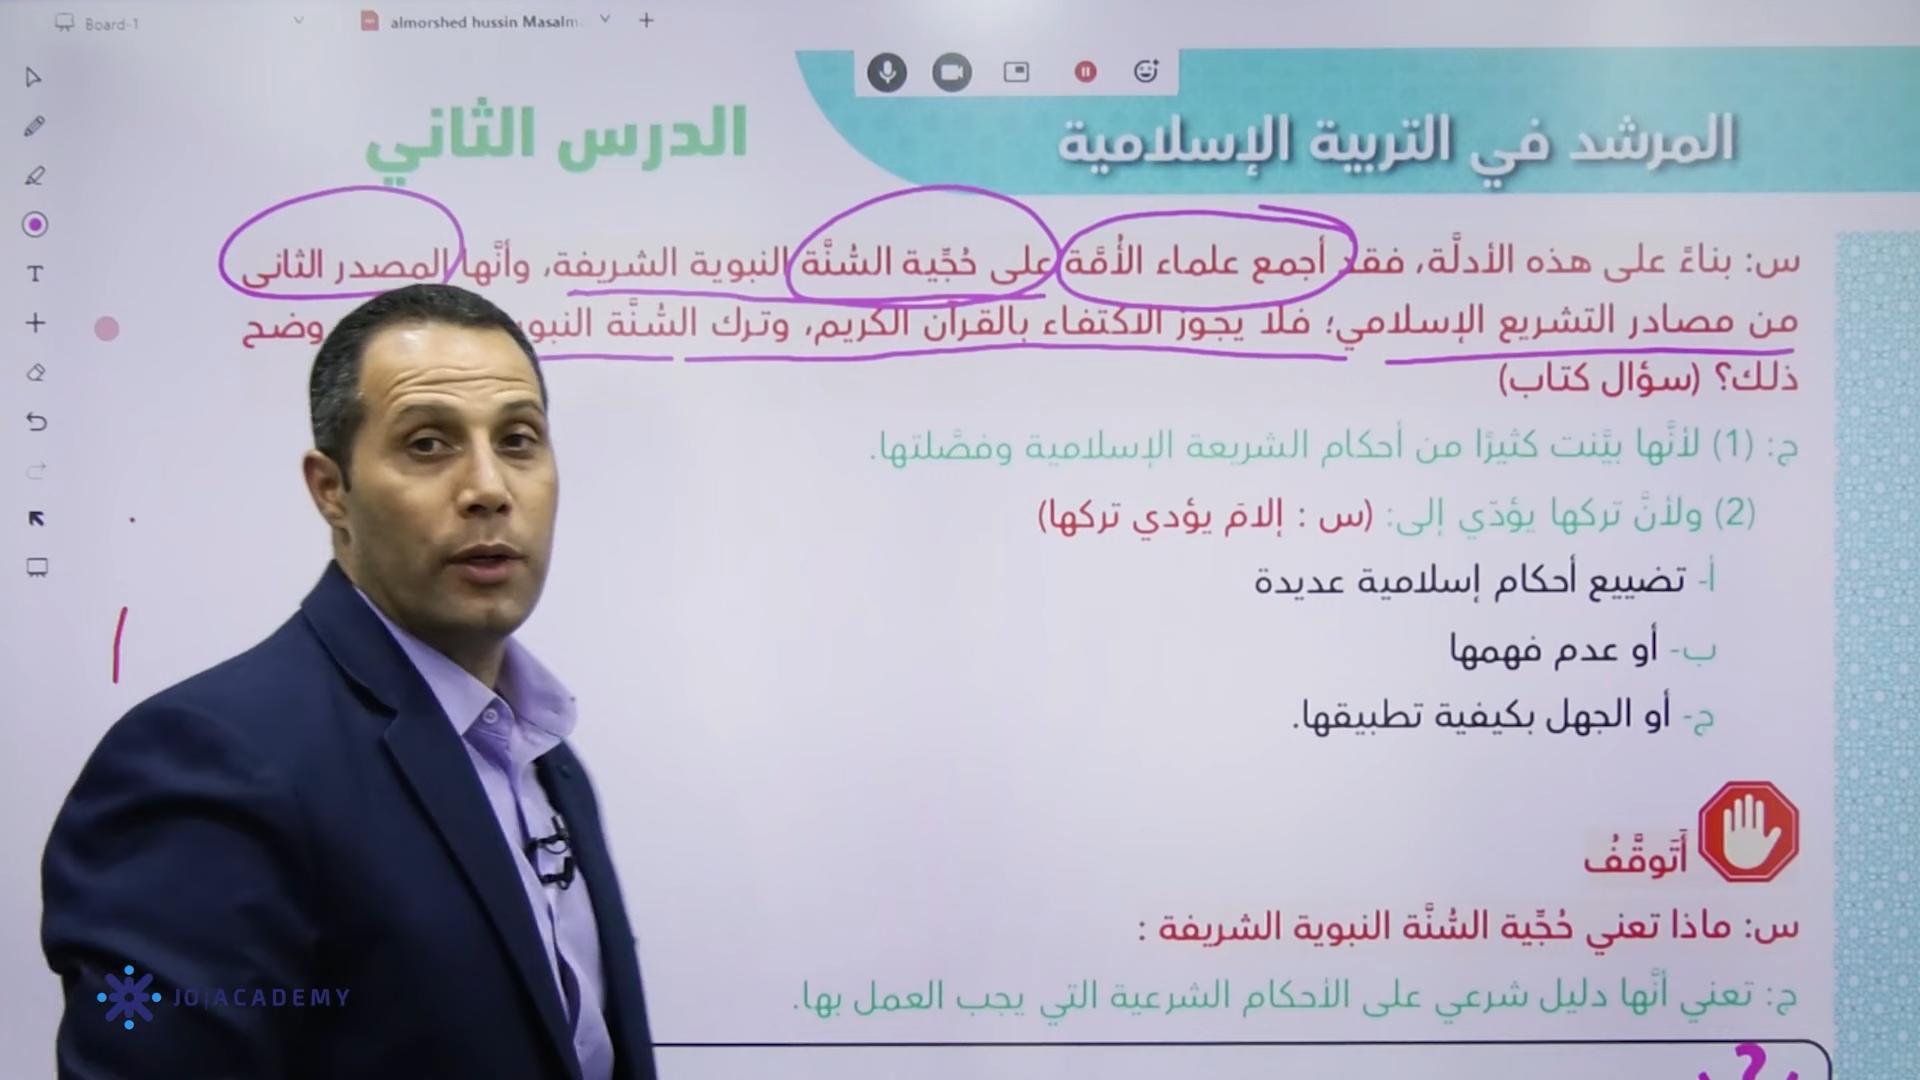 Board-1
almorshed hussin Masalm
المرشد في التربية الإسلامية
الدرس الثاني
س: بناءً على هذه الأدلَّة، فقد أجمع علماء الأُمَّة على حُجِّية السُّنَّة النبوية الشريفة، وأنَّها المصدر الثاني
من مصادر التشريع الإسلامي؛ فلا يجوز الاكتفاء بالقرآن الكريم، وترك السُّنَّة وضح
ذلك؟ (سؤال كتاب)
ج: (1) لأنَّها بيَّنت كثيرًا من أحكام الشريعة الإسلامية وفصَّلتها.
(2) ولأنَّ تركها يؤدّي إلى: (س : إلامَ يؤدي تركها)
أ- تضييع أحكام إسلامية عديدة
ب- أو عدم فهمها
ج- أو الجهل بكيفية تطبيقها.
أَتَوقَّفُ
س: ماذا تعني حُجِّية السُّنَّة النبوية الشريفة :
ج: تعني أنَّها دليل شرعي على الأحكام الشرعية التي يجب العمل بها.
JO|ACADEMY